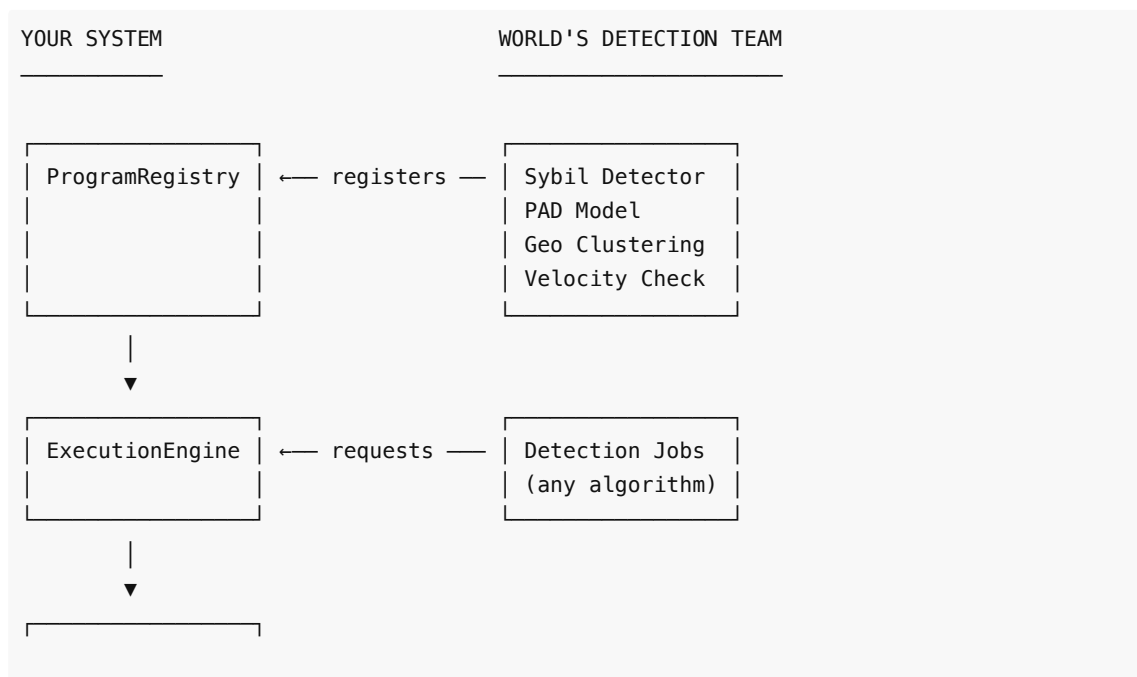 YOUR SYSTEM WORLD'S DETECTION TEAM
ProgramRegistry ←—— registers —— Sybil Detector
PAD Model
Geo Clustering
Velocity Check
ExecutionEngine ←—— requests —— Detection Jobs
(any algorithm)